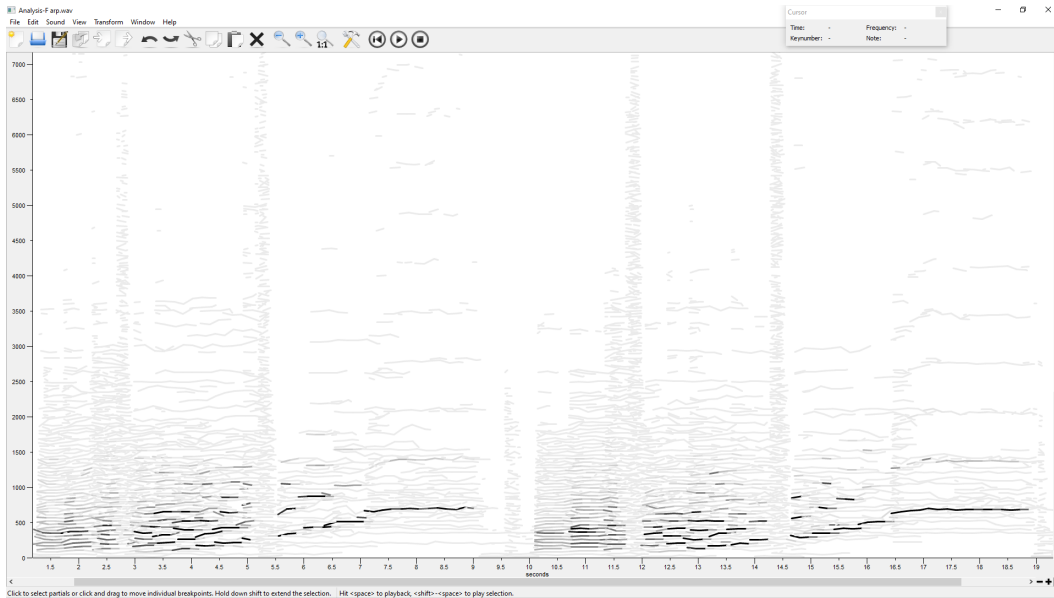 Analysis-F arp.wav
File Edit Sound View Transform Window Help
1:1
Cursor
Time: - Frequency: -
Keynumber: - Note: -
7000
6500
6000
5500
5000
4500
4000
3500
3000
2500
2000
1500
1000
500
0
1.5 2 2.5 3 3.5 4 4.5 5 5.5 6 6.5 7 7.5 8 8.5 9 9.5 10 10.5 11 11.5 12 12.5 13 13.5 14 14.5 15 15.5 16 16.5 17 17.5 18 18.5 19
seconds
Click to select partials or click and drag to move individual breakpoints. Hold down shift to extend the selection. Hit <space> to playback, <shift>-<space> to play selection.